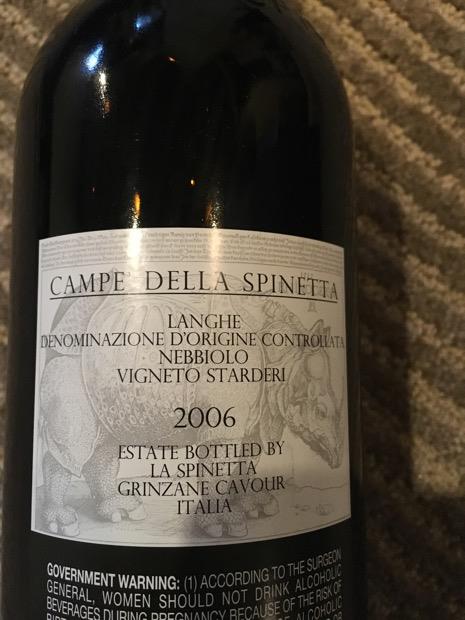 CAMPE' DELLA SPINETTA
LANGHE
DENOMINAZIONE D'ORIGINE CONTROLLATA
NEBBIOLO
VIGNETO STARDERI
2006
ESTATE BOTTLED BY
LA SPINETTA
GRINZANE CAVOUR
ITALIA
GOVERNMENT WARNING: (1) ACCORDING TO THE SURGEON
GENERAL, WOMEN SHOULD NOT DRINK ALCOHOLIC
BEVERAGES DURING PREGNANCY BECAUSE OF THE RISK OF
ALCOHOLIC